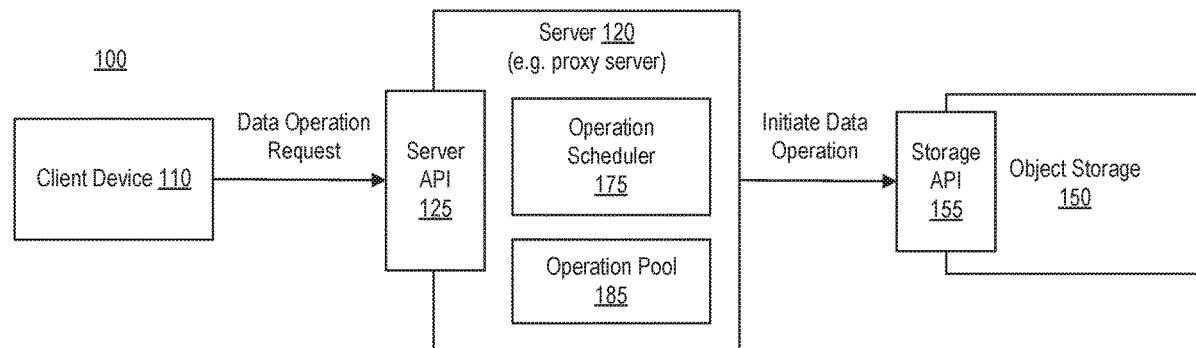 100
Client Device 110
Data Operation
Request
Server
API
125
Server 120
(e.g. proxy server)
Operation
Scheduler
175
Operation Pool
185
Initiate Data
Operation
Storage
API
155
Object Storage
150